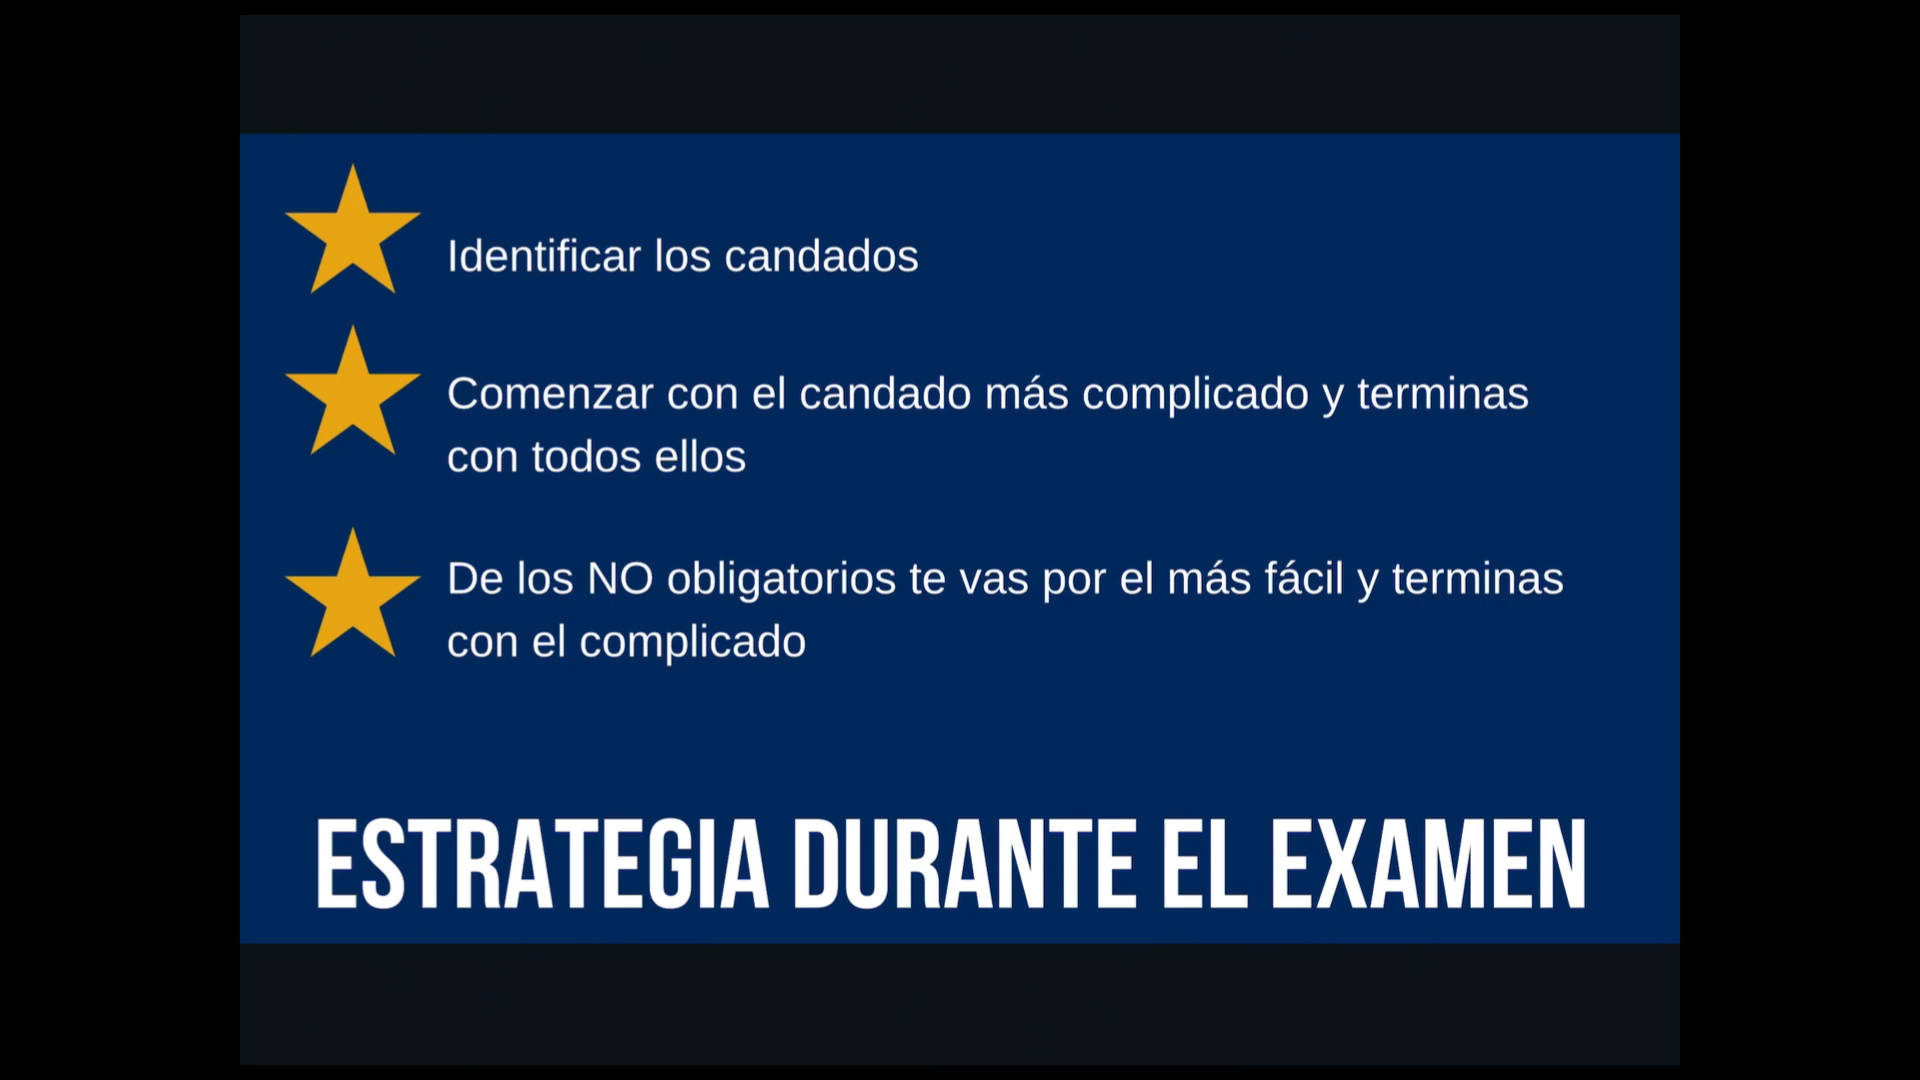 Identificar los candados
Comenzar con el candado más complicado y terminas
con todos ellos
De los NO obligatorios te vas por el más fácil y terminas
con el complicado
ESTRATEGIA DURANTE EL EXAMEN